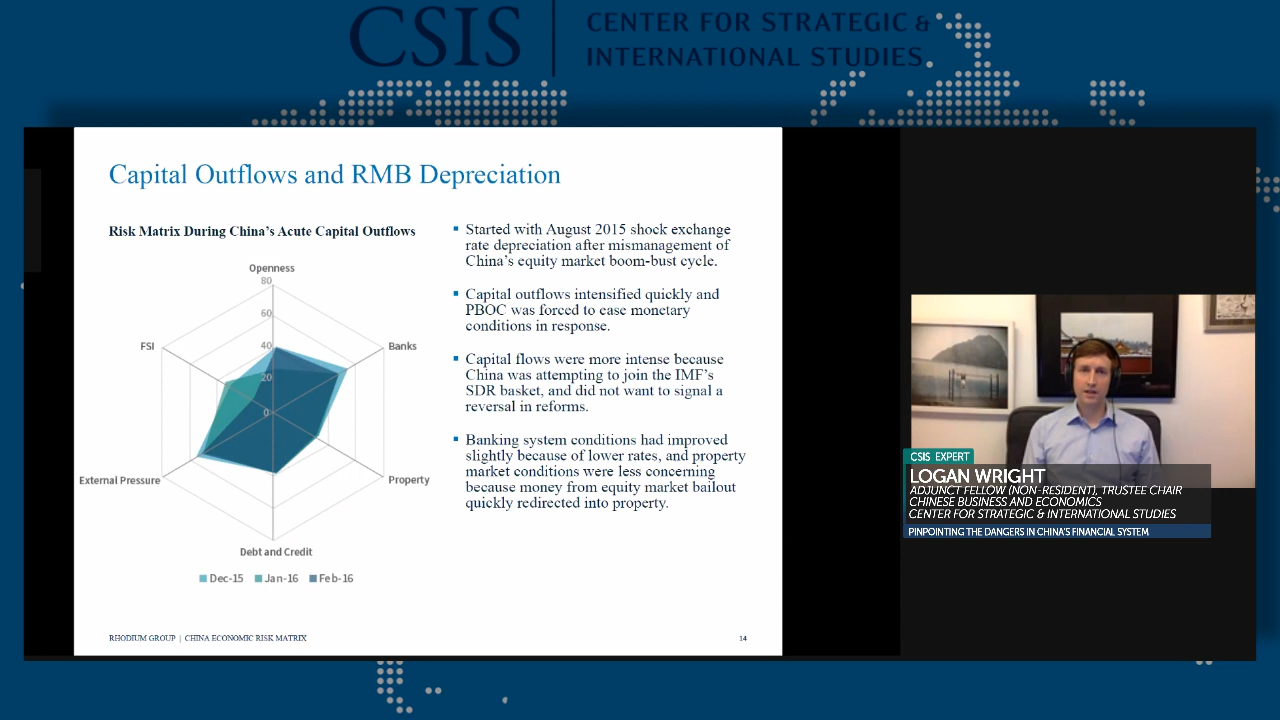 CSIS
CENTER FOR STRATEGIC &
INTERNATIONAL STUDIES
Capital Outflows and RMB Depreciation
Risk Matrix During China's Acute Capital Outflows
Openness
80
60
40
20
0
FSI
Banks
External Pressure
Property
Debt and Credit
Dec-15 Jan-16 Feb-16
Started with August 2015 shock exchange
rate depreciation after mismanagement of
China's equity market boom-bust cycle.
Capital outflows intensified quickly and
PBOC was forced to ease monetary
conditions in response.
Capital flows were more intense because
China was attempting to join the IMF's
SDR basket, and did not want to signal a
reversal in reforms.
Banking system conditions had improved
slightly because of lower rates, and property
market conditions were less concerning
because money from equity market bailout
quickly redirected into property.
RHODIUM GROUP | CHINA ECONOMIC RISK MATRIX
14
CSIS EXPERT
LOGAN WRIGHT
ADJUNCT FELLOW (NON-RESIDENT), TRUSTEE CHAIR
CHINESE BUSINESS AND ECONOMICS
CENTER FOR STRATEGIC & INTERNATIONAL STUDIES
PINPOINTING THE DANGERS IN CHINA'S FINANCIAL SYSTEM